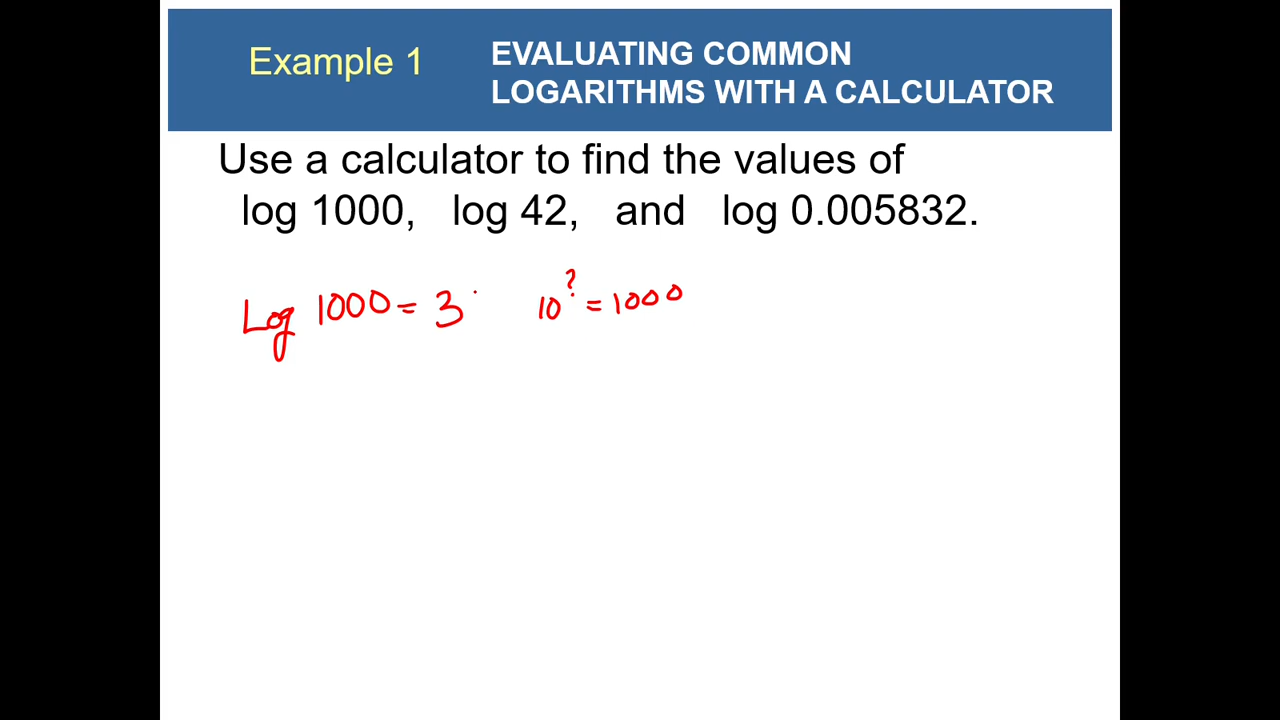 Example 1
EVALUATING COMMON
LOGARITHMS WITH A CALCULATOR
Use a calculator to find the values of
log 1000, log 42, and log 0.005832.
Log 1000 = 3 10^? = 1000